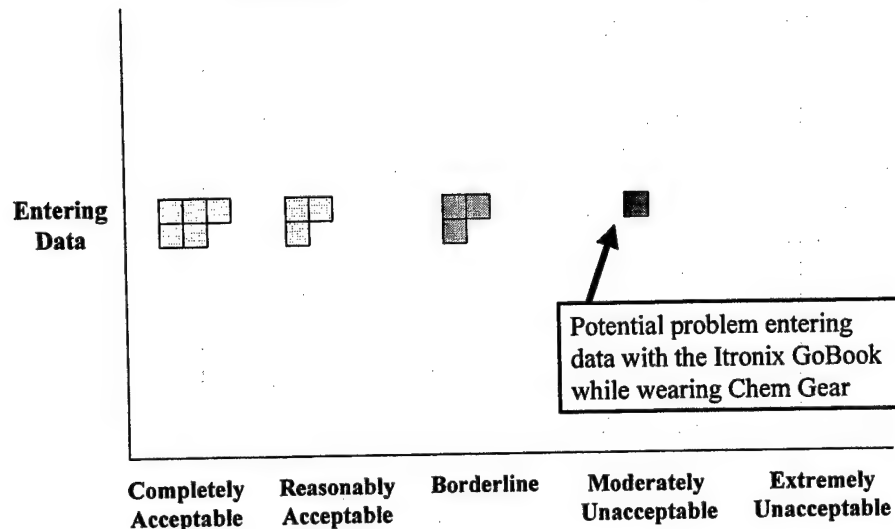 Entering
Data
Potential problem entering
data with the Itronix GoBook
while wearing Chem Gear
Completely
Acceptable
Reasonably
Acceptable
Borderline
Moderately
Unacceptable
Extremely
Unacceptable